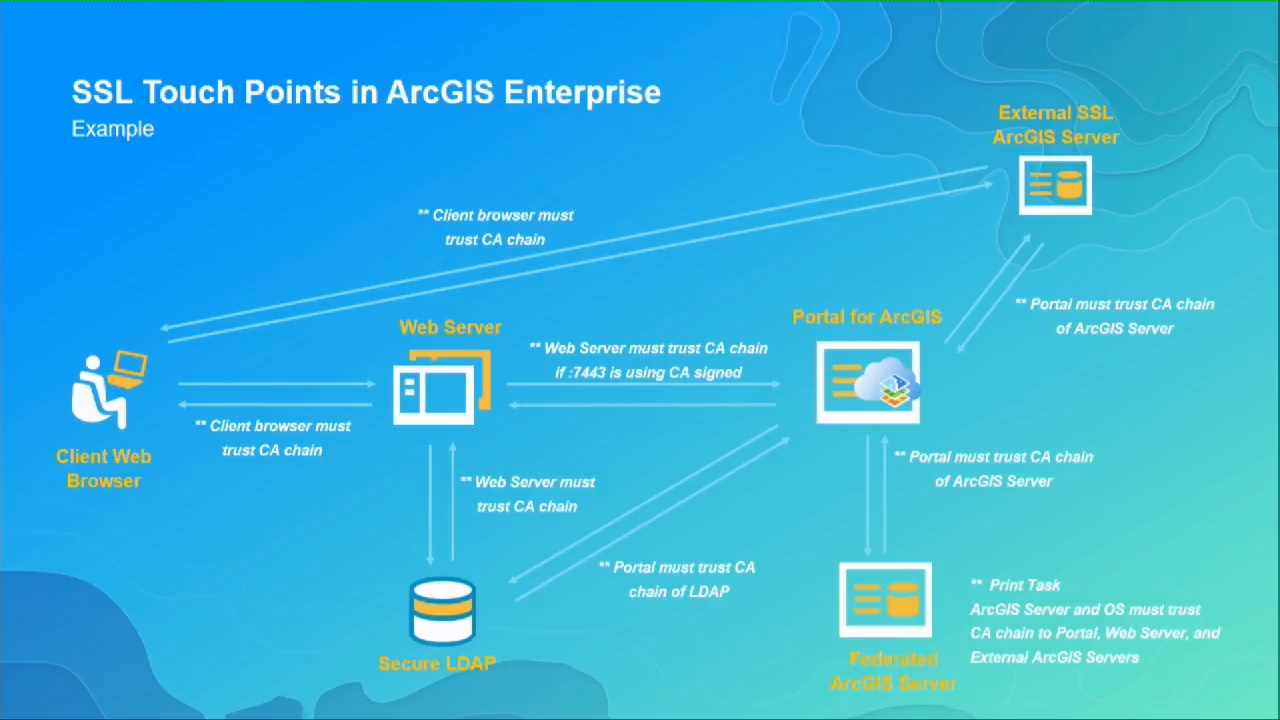 SSL Touch Points in ArcGIS Enterprise
Example
External SSL
ArcGIS Server
** Client browser must
trust CA chain
** Portal must trust CA chain
of ArcGIS Server
Web Server
Portal for ArcGIS
** Web Server must trust CA chain
if :7443 is using CA signed
** Client browser must
trust CA chain
Client Web
Browser
** Web Server must
trust CA chain
** Portal must trust CA chain
of ArcGIS Server
** Portal must trust CA
chain of LDAP
** Print Task
ArcGIS Server and OS must trust
CA chain to Portal, Web Server, and
External ArcGIS Servers
Secure LDAP
Federated
ArcGIS Server